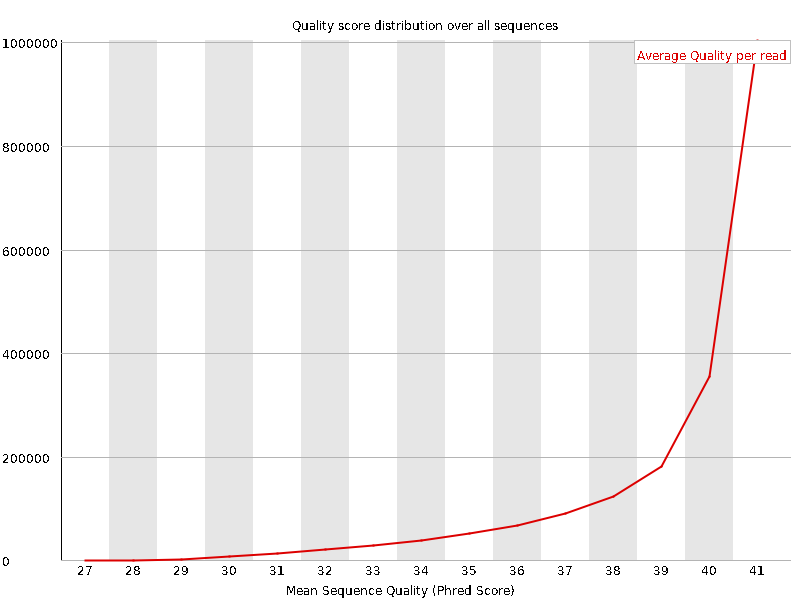 Quality score distribution over all sequences
Average Quality per read
1000000
800000
600000
400000
200000
0
27 28 29 30 31 32 33 34 35 36 37 38 39 40 41
Mean Sequence Quality (Phred Score)